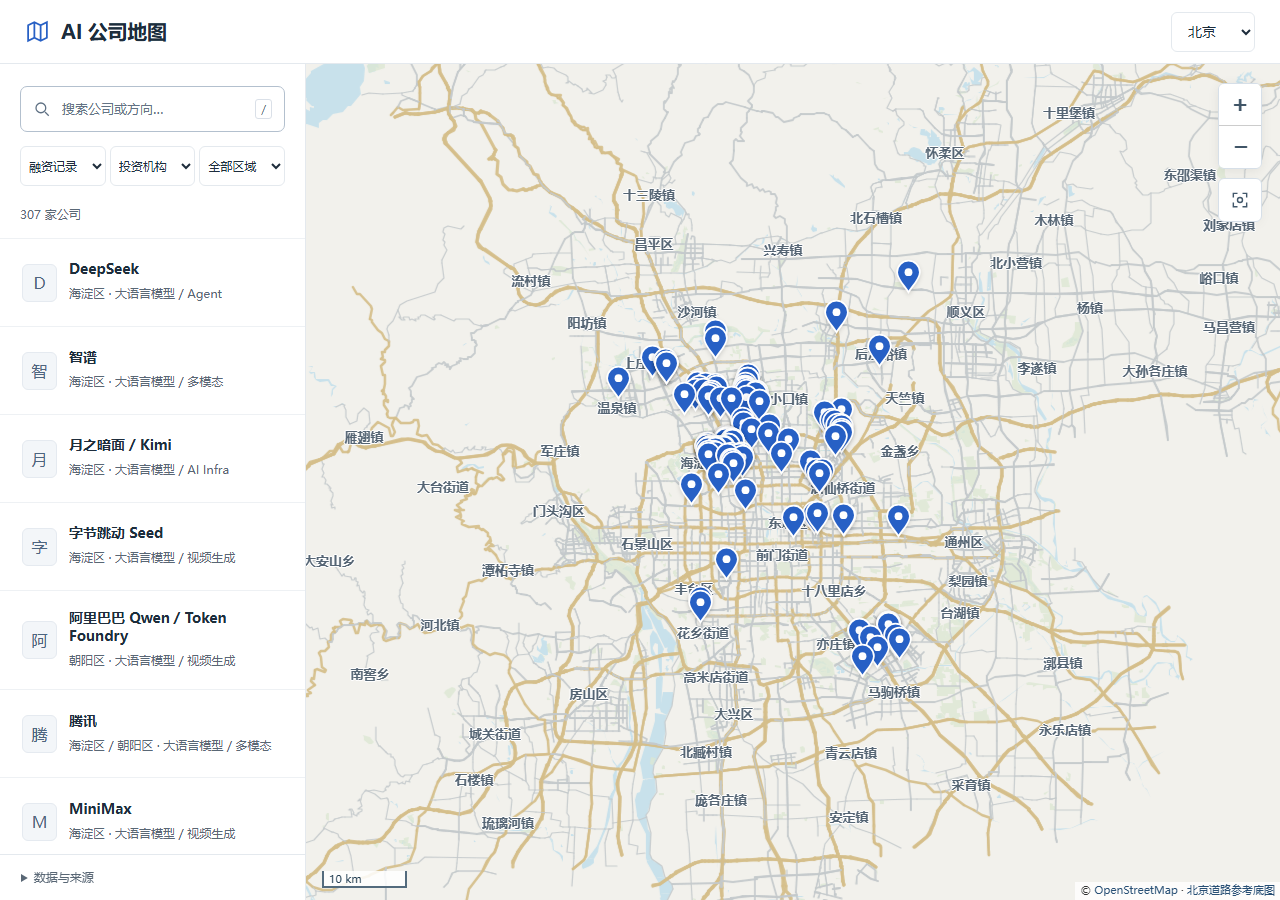 AI 公司地图
北京
搜索公司或方向...
/
融资记录
投资机构
全部区域
307 家公司
D
DeepSeek
海淀区 · 大语言模型 / Agent
智
智谱
海淀区 · 大语言模型 / 多模态
月
月之暗面 / Kimi
海淀区 · 大语言模型 / AI Infra
字
字节跳动 Seed
海淀区 · 大语言模型 / 视频生成
阿
阿里巴巴 Qwen / Token
Foundry
朝阳区 · 大语言模型 / 视频生成
腾
腾讯
海淀区 / 朝阳区 · 大语言模型 / 多模态
M
MiniMax
海淀区 · 大语言模型 / 视频生成
数据与来源
+
−
十里堡镇
怀柔区
东邵渠镇
十三陵镇
北石槽镇
木林镇
刘家店镇
昌平区
兴寿镇
北小营镇
流村镇
峪口镇
沙河镇
顺义区
杨镇
阳坊镇
马昌营镇
李遂镇
大孙各庄镇
温泉镇
小口镇
天竺镇
雁翅镇
军庄镇
金盏乡
大台街道
仙桥街道
门头沟区
石景山区
前门街道
通州区
大安山乡
潭柘寺镇
梨园镇
十八里店乡
台湖镇
河北镇
花乡街道
亦庄镇
漷县镇
南窖乡
高米店街道
房山区
马驹桥镇
大兴区
城关街道
永乐店镇
北臧村镇
青云店镇
石楼镇
采育镇
庞各庄镇
琉璃河镇
安定镇
10 km
© OpenStreetMap · 北京道路参考底图